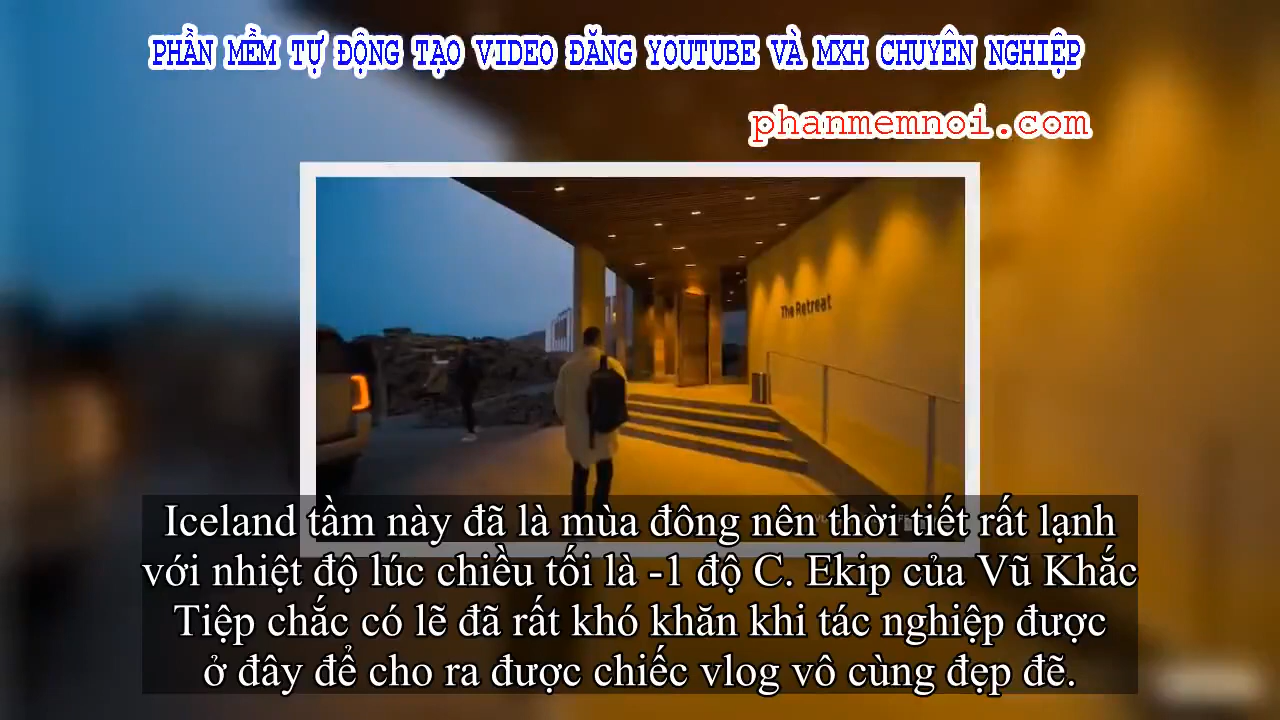 PHẦN MỀM TỰ ĐỘNG TẠO VIDEO ĐĂNG YOUTUBE VÀ MXH CHUYÊN NGHIỆP
phanmemnoi.com
The Retreat
Iceland tầm này đã là mùa đông nên thời tiết rất lạnh
với nhiệt độ lúc chiều tối là -1 độ C. Ekip của Vũ Khắc
Tiệp chắc có lẽ đã rất khó khăn khi tác nghiệp được
ở đây để cho ra được chiếc vlog vô cùng đẹp đẽ.